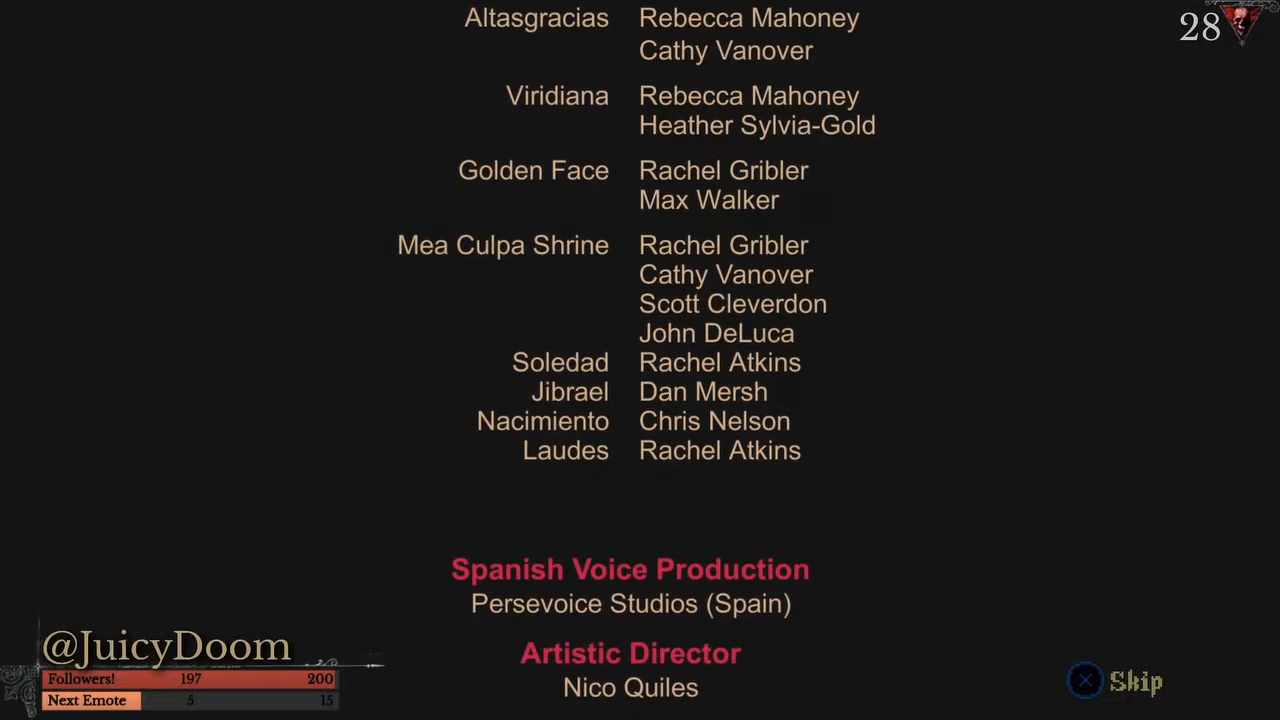 Altasgracias Rebecca Mahoney
Cathy Vanover
28
Viridiana Rebecca Mahoney
Heather Sylvia-Gold
Golden Face Rachel Gribler
Max Walker
Mea Culpa Shrine Rachel Gribler
Cathy Vanover
Scott Cleverdon
John DeLuca
Soledad Rachel Atkins
Jibrael Dan Mersh
Nacimiento Chris Nelson
Laudes Rachel Atkins
Spanish Voice Production
Persevoice Studios (Spain)
Artistic Director
Nico Quiles
@JuicyDoom
Followers! 197 200
Next Emote 5 15
Skip